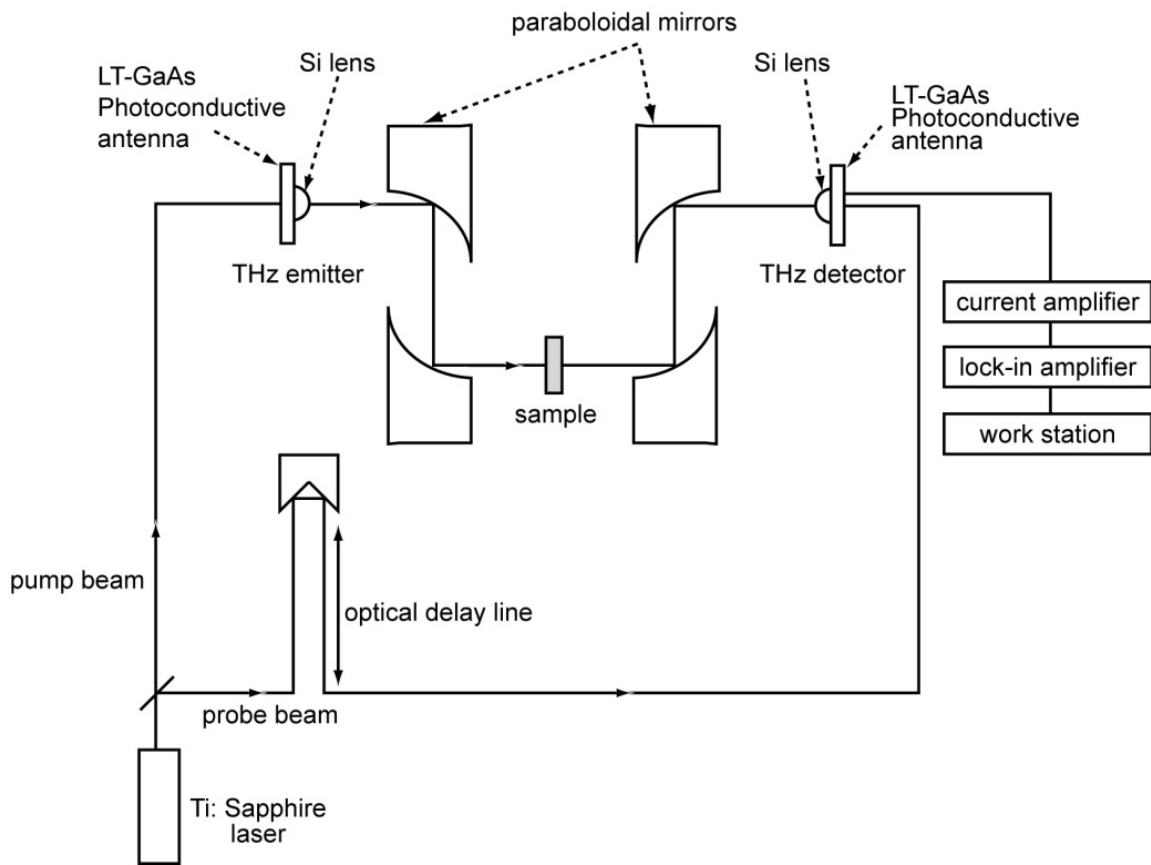 paraboloidal mirrors
Si lens
LT-GaAs
Photoconductive
antenna
Si lens
LT-GaAs
Photoconductive
antenna
THz emitter
THz detector
current amplifier
lock-in amplifier
work station
sample
pump beam
optical delay line
probe beam
Ti: Sapphire
laser